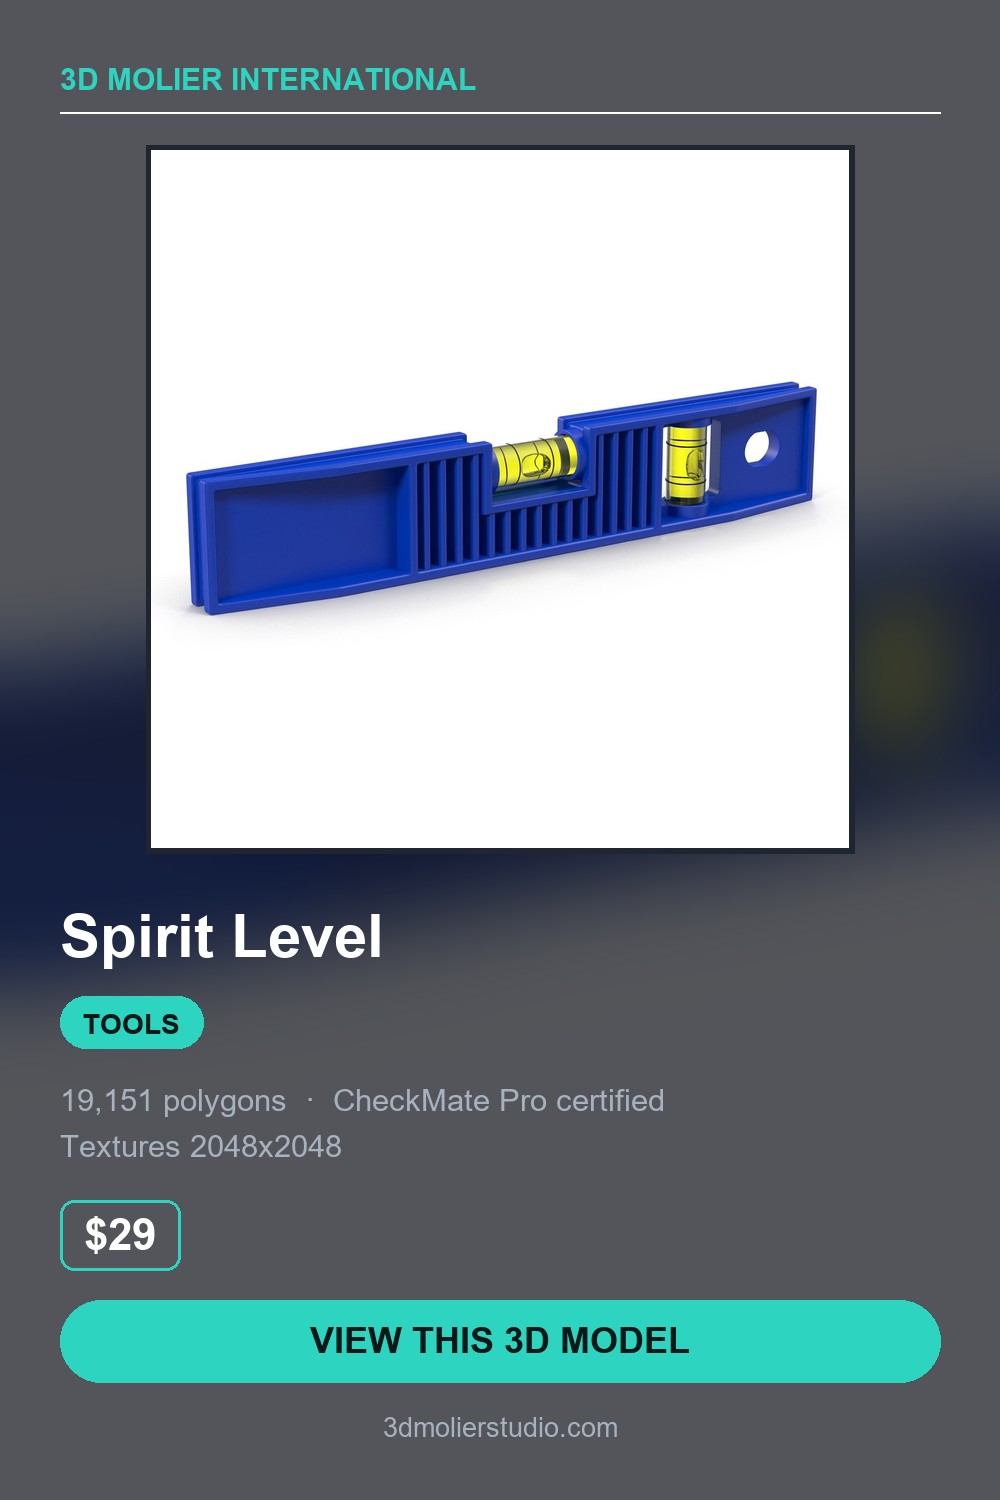 3D MOLIER INTERNATIONAL
Spirit Level
TOOLS
19,151 polygons · CheckMate Pro certified
Textures 2048x2048
$29
VIEW THIS 3D MODEL
3dmolierstudio.com